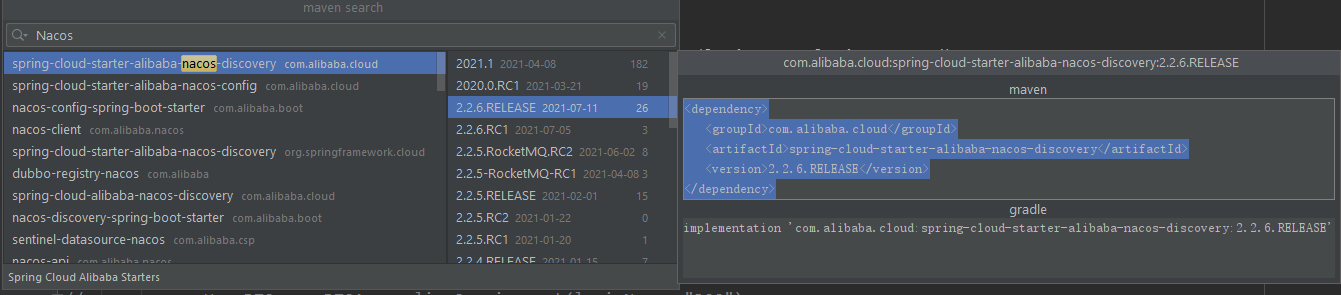 maven search
Nacos
spring-cloud-starter-alibaba-nacos-discovery com.alibaba.cloud
spring-cloud-starter-alibaba-nacos-config com.alibaba.cloud
nacos-config-spring-boot-starter com.alibaba.boot
nacos-client com.alibaba.nacos
spring-cloud-starter-alibaba-nacos-discovery org.springframework.cloud
dubbo-registry-nacos com.alibaba
spring-cloud-alibaba-nacos-discovery com.alibaba.cloud
nacos-discovery-spring-boot-starter com.alibaba.boot
sentinel-datasource-nacos com.alibaba.csp
nacos-api com.alibaba.nacos
Spring Cloud Alibaba Starters
2021.1 2021-04-08 182
2020.0.RC1 2021-03-21 19
2.2.6.RELEASE 2021-07-11 26
2.2.6.RC1 2021-07-05 3
2.2.5.RocketMQ.RC2 2021-06-02 8
2.2.5-RocketMQ-RC1 2021-04-08 3
2.2.5.RELEASE 2021-02-01 15
2.2.5.RC2 2021-01-22 0
2.2.5.RC1 2021-01-20 1
2.2.4.RELEASE 2021-01-15 7
com.alibaba.cloud:spring-cloud-starter-alibaba-nacos-discovery:2.2.6.RELEASE
maven
<dependency>
<groupId>com.alibaba.cloud</groupId>
<artifactId>spring-cloud-starter-alibaba-nacos-discovery</artifactId>
<version>2.2.6.RELEASE</version>
</dependency>
gradle
implementation 'com.alibaba.cloud:spring-cloud-starter-alibaba-nacos-discovery:2.2.6.RELEASE'